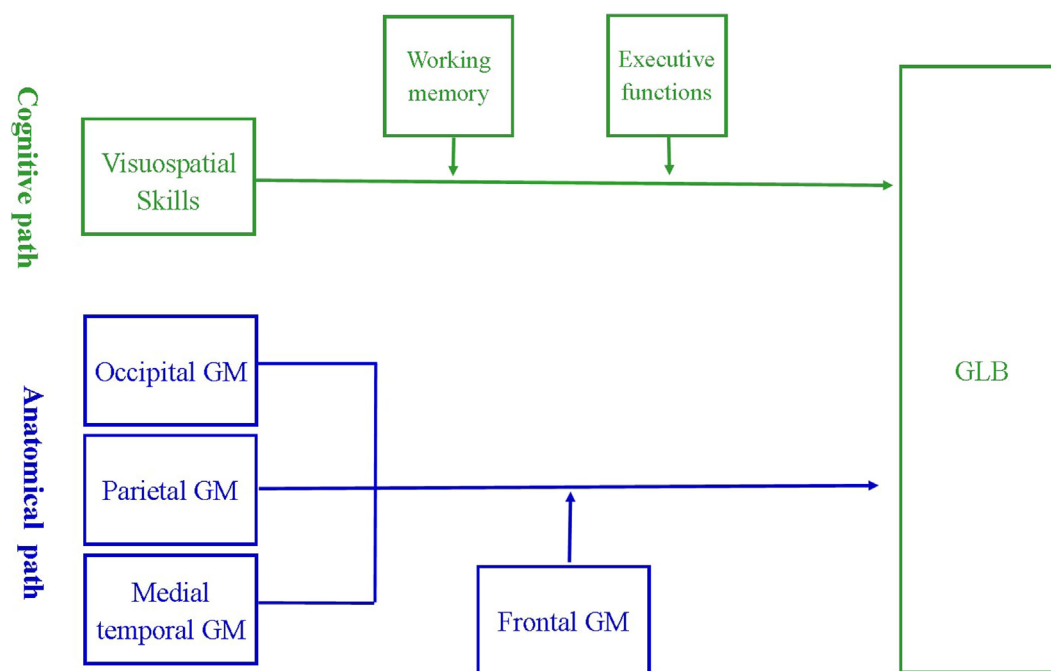 Cognitive path
Working
memory
Executive
functions
Visuospatial
Skills
Anatomical path
Occipital GM
Parietal GM
Medial
temporal GM
Frontal GM
GLB